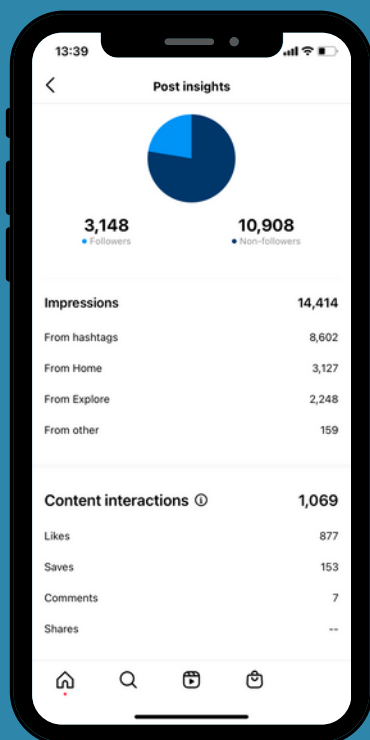 13:39
Post insights
3,148 10,908
Followers Non-followers
Impressions 14,414
From hashtags 8,602
From Home 3,127
From Explore 2,248
From other 159
Content interactions 1,069
Likes 877
Saves 153
Comments 7
Shares --